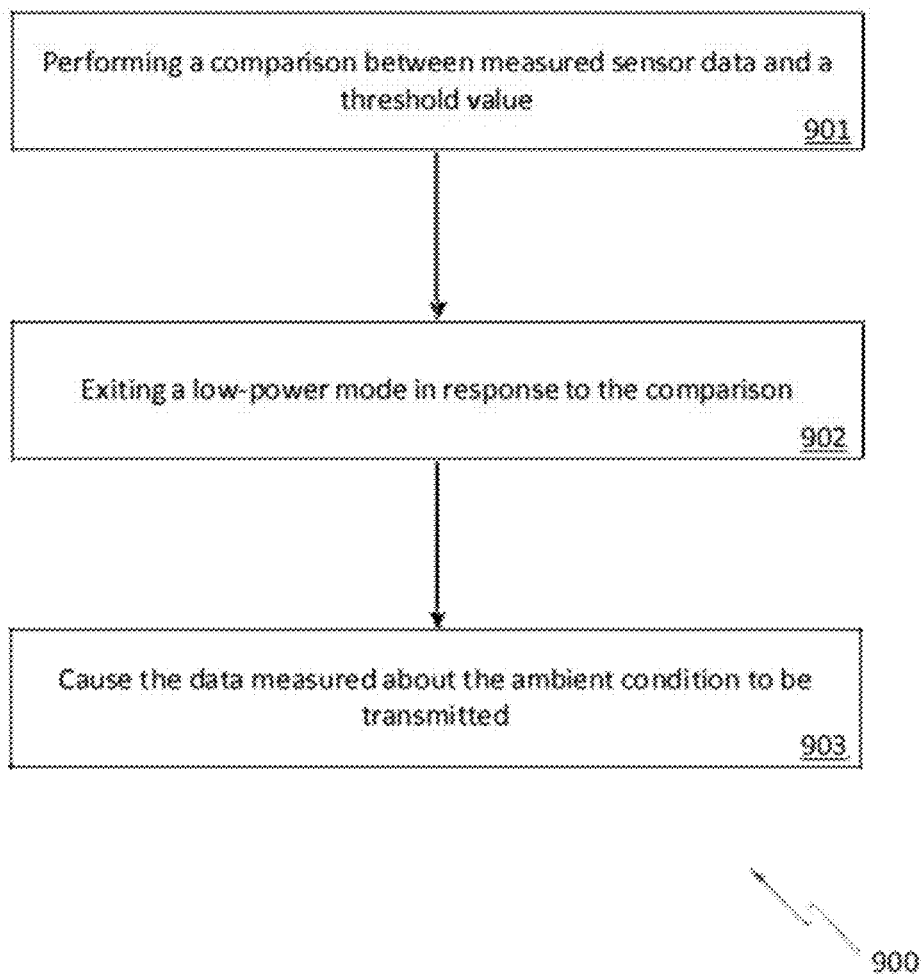 Performing a comparison between measured sensor data and a
threshold value
901
Exiting a low-power mode in response to the comparison
902
Cause the data measured about the ambient condition to be
transmitted
903
900